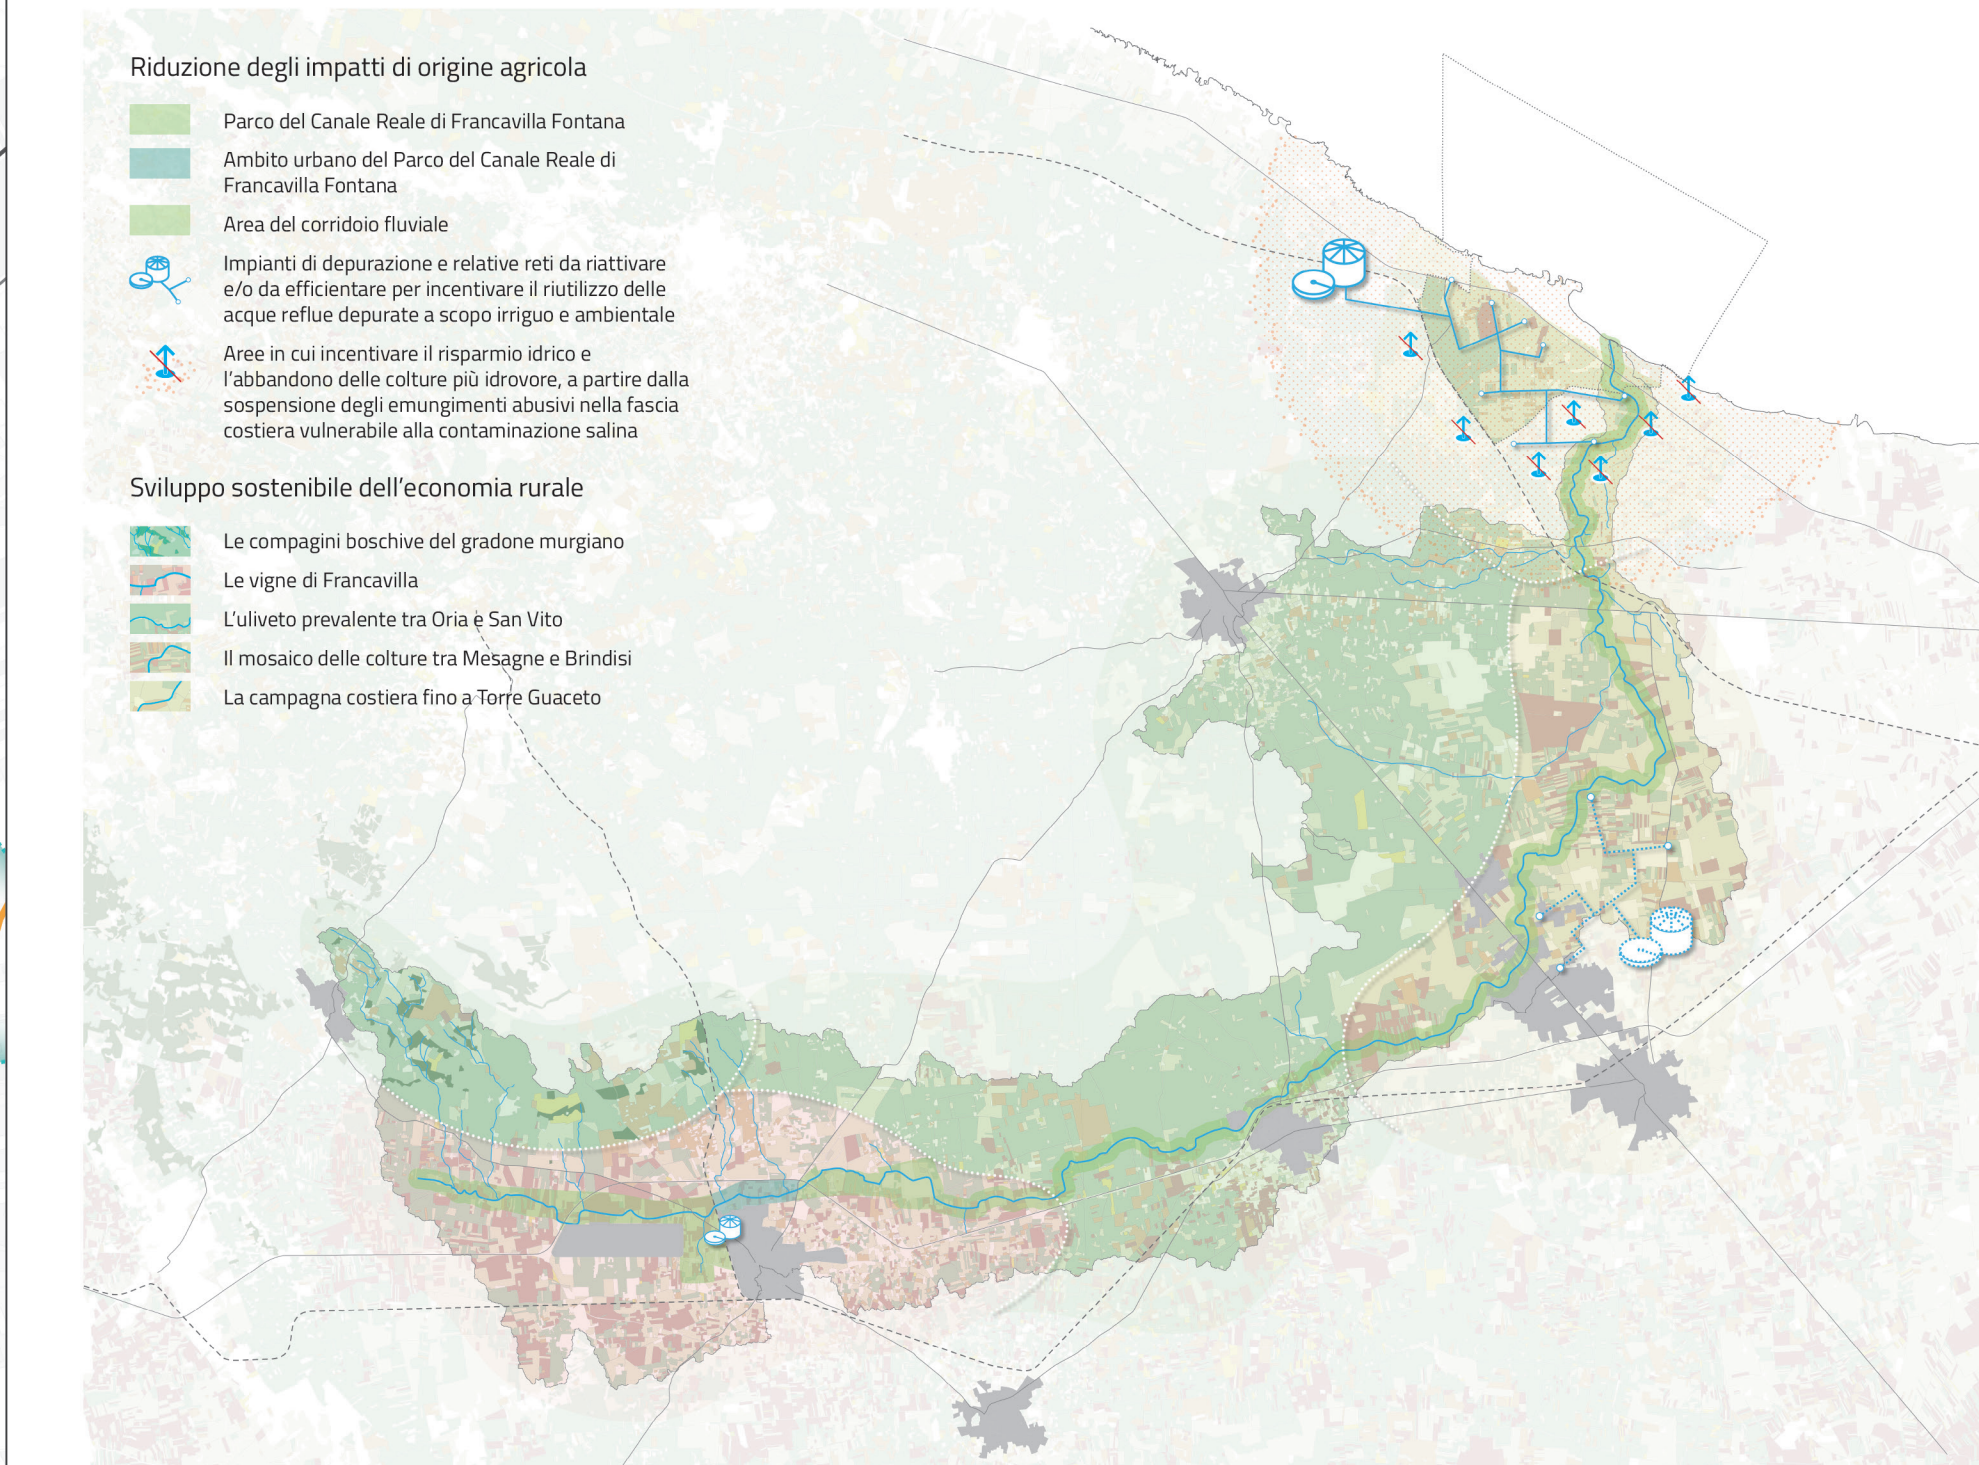 Riduzione degli impatti di origine agricola
Parco del Canale Reale di Francavilla Fontana
Ambito urbano del Parco del Canale Reale di
Francavilla Fontana
Area del corridoio fluviale
Impianti di depurazione e relative reti da riattivare
e/o da efficientare per incentivare il riutilizzo delle
acque reflue depurate a scopo irriguo e ambientale
Aree in cui incentivare il risparmio idrico e
l'abbandono delle colture più idrovore, a partire dalla
sospensione degli emungimenti abusivi nella fascia
costiera vulnerabile alla contaminazione salina
Sviluppo sostenibile dell'economia rurale
Le compagini boschive del gradone murgiano
Le vigne di Francavilla
L'uliveto prevalente tra Oria e San Vito
Il mosaico delle colture tra Mesagne e Brindisi
La campagna costiera fino a Torre Guaceto